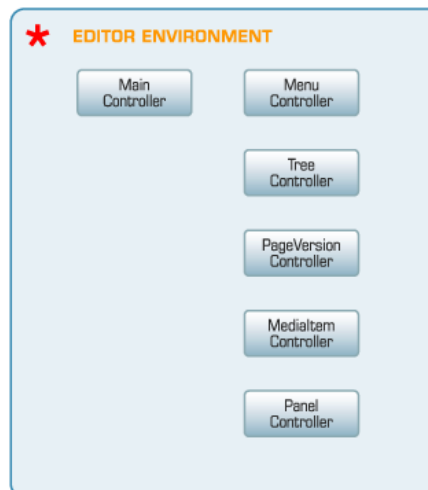 * EDITOR ENVIRONMENT
Main
Controller
Menu
Controller
Tree
Controller
PageVersion
Controller
MediaItem
Controller
Panel
Controller